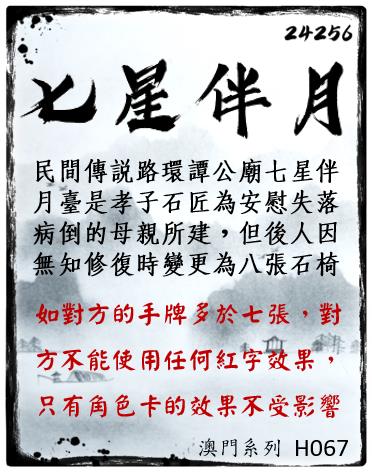 24256
七星伴月
民間傳説路環譚公廟七星伴
月臺是孝子石匠為安慰失落
病倒的母親所建，但後人因
無知修復時變更為八張石椅
如對方的手牌多於七張，對
方不能使用任何紅字效果，
只有角色卡的效果不受影響
澳門系列 H067